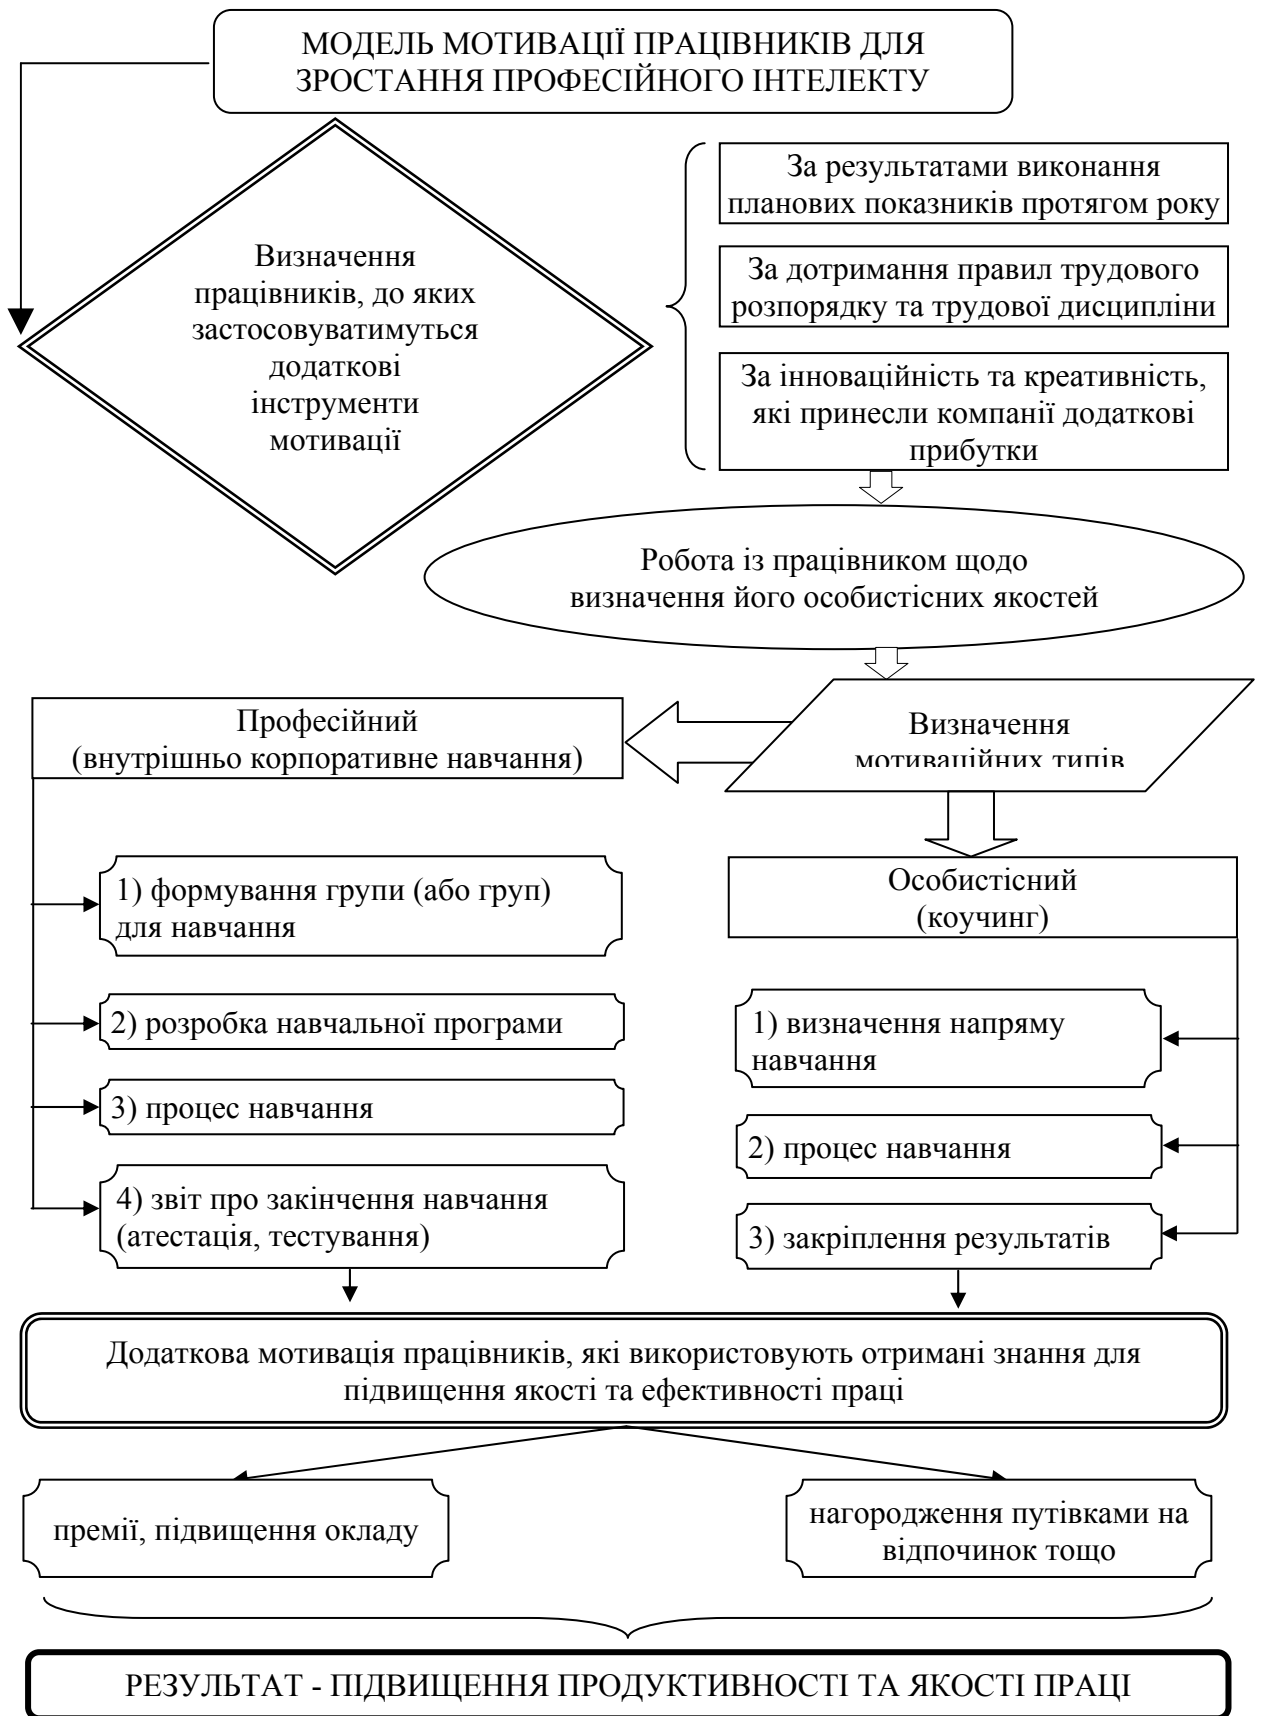 МОДЕЛЬ МОТИВАЦІЇ ПРАЦІВНИКІВ ДЛЯ
ЗРОСТАННЯ ПРОФЕСІЙНОГО ІНТЕЛЕКТУ
Визначення
працівників, до яких
застосовуватимуться
додаткові
інструменти
мотивації
За результатами виконання
планових показників протягом року
За дотримання правил трудового
розпорядку та трудової дисципліни
За інноваційність та креативність,
які принесли компанії додаткові
прибутки
Робота із працівником щодо
визначення його особистісних якостей
Визначення
мотиваційних типів
Професійний
(внутрішньо корпоративне навчання)
1) формування групи (або груп)
для навчання
2) розробка навчальної програми
3) процес навчання
4) звіт про закінчення навчання
(атестація, тестування)
Особистісний
(коучинг)
1) визначення напряму
навчання
2) процес навчання
3) закріплення результатів
Додаткова мотивація працівників, які використовують отримані знання для
підвищення якості та ефективності праці
премії, підвищення окладу
нагородження путівками на
відпочинок тощо
РЕЗУЛЬТАТ - ПІДВИЩЕННЯ ПРОДУКТИВНОСТІ ТА ЯКОСТІ ПРАЦІ